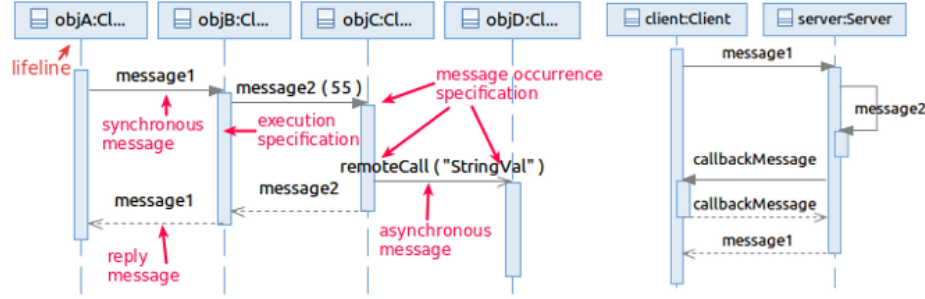 objA:Cl...
objB:Cl...
objC:Cl...
objD:Cl...
lifeline
message1
synchronous
message
message2 ( 55 )
execution
specification
message occurrence
specification
remoteCall ( "StringVal" )
message2
message1
asynchronous
message
reply
message
client:Client
server:Server
message1
message2
callbackMessage
callbackMessage
message1